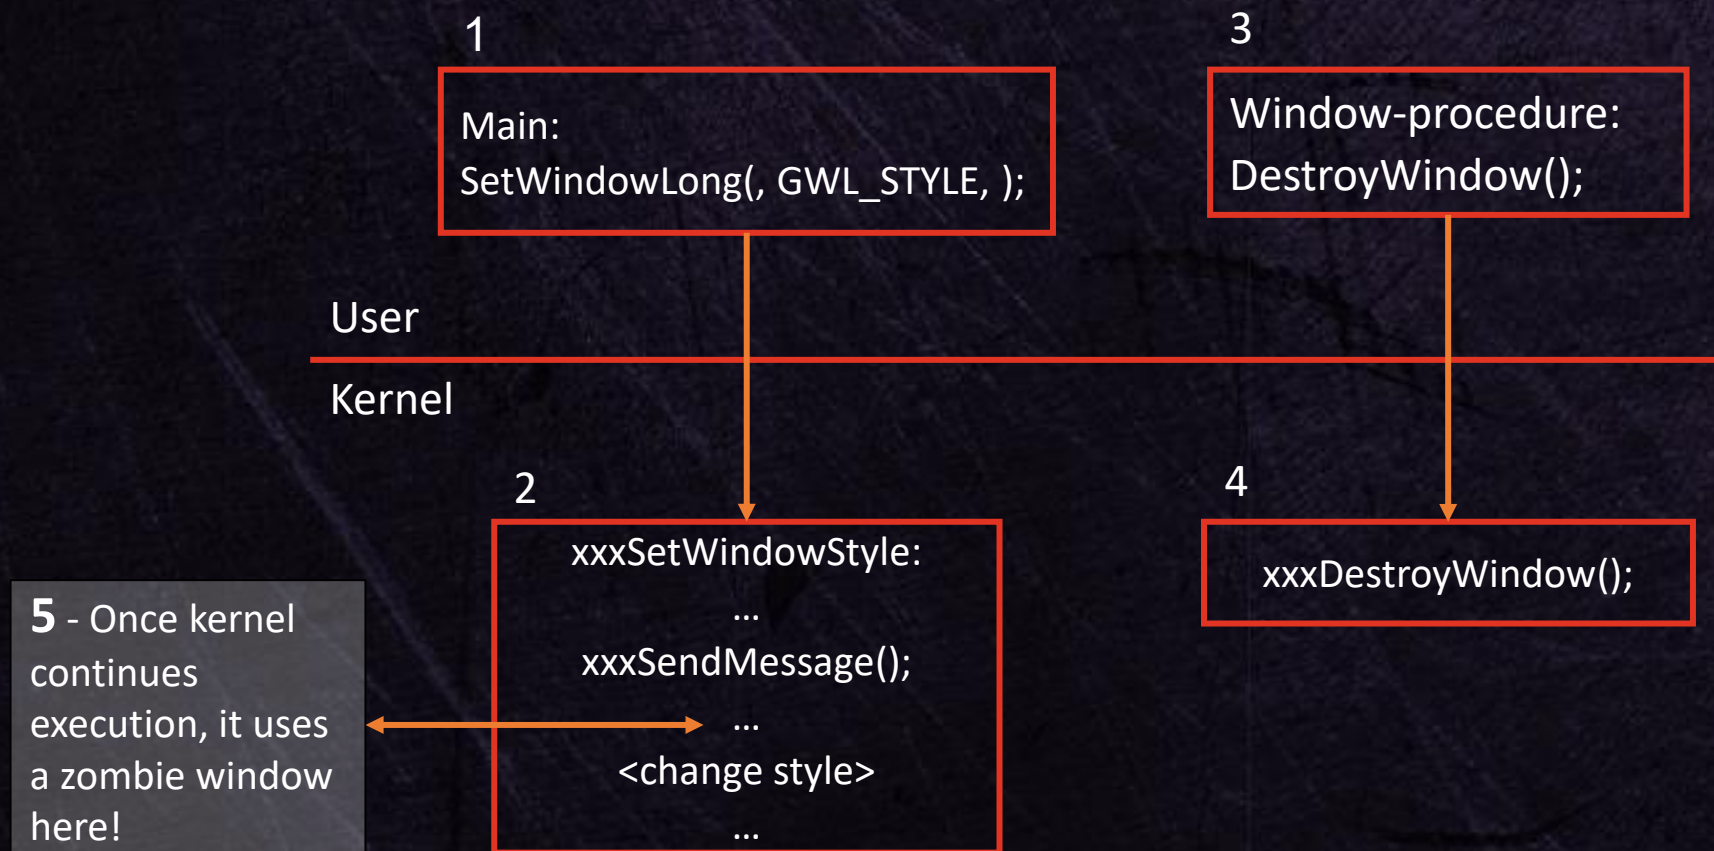 1
Main:
SetWindowLong(, GWL_STYLE, );
3
Window-procedure:
DestroyWindow();
User
Kernel
2
xxxSetWindowStyle:
...
xxxSendMessage();
...
<change style>
...
4
xxxDestroyWindow();
5 - Once kernel
continues
execution, it uses
a zombie window
here!